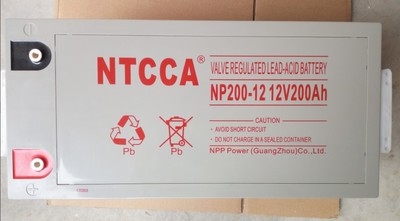 NTCCA®
VALVE REGULATED LEAD-ACID BATTERY
NP200-12 12V200Ah
CAUTION
• AVOID SHORT CIRCUIT
• DO NOT CHARGE IN A SEALED CONTAINER
NPP Power (GuangZhou)Co.,Ltd.
Pb
Pb